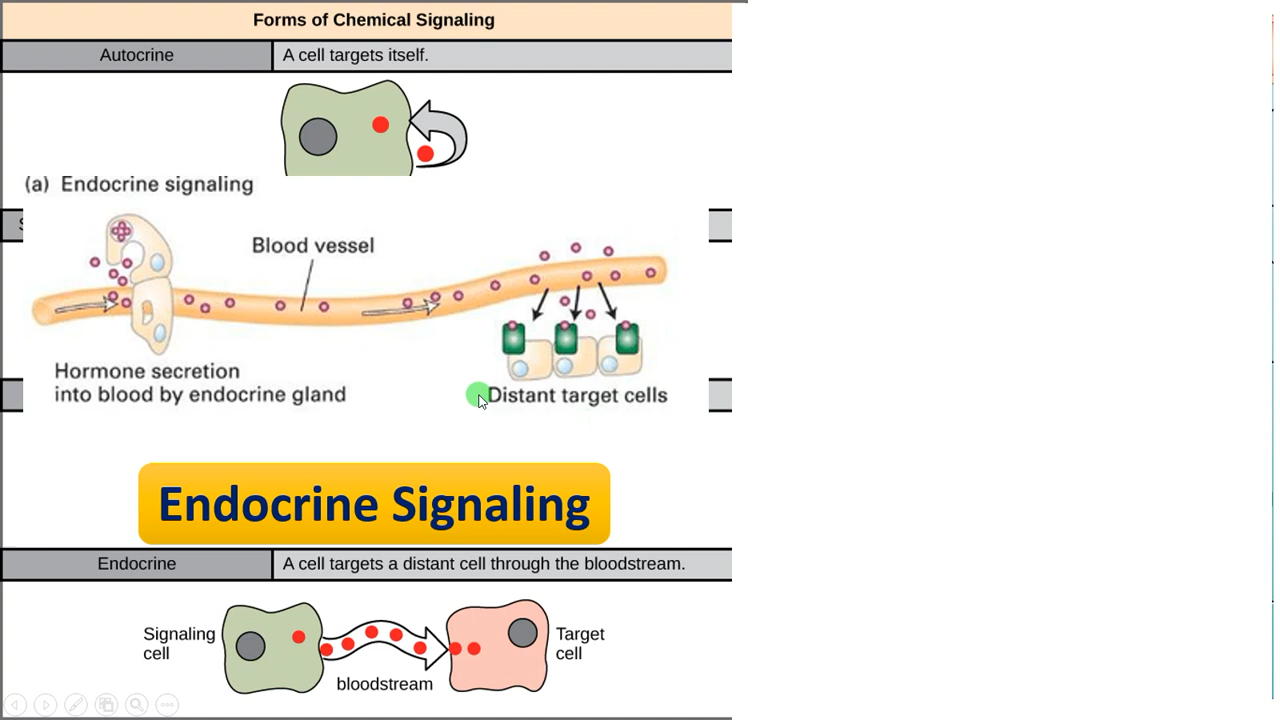 Forms of Chemical Signaling
Autocrine
A cell targets itself.
(a) Endocrine signaling
Blood vessel
Hormone secretion
into blood by endocrine gland
Distant target cells
Endocrine Signaling
Endocrine
A cell targets a distant cell through the bloodstream.
Signaling
cell
Target
cell
bloodstream